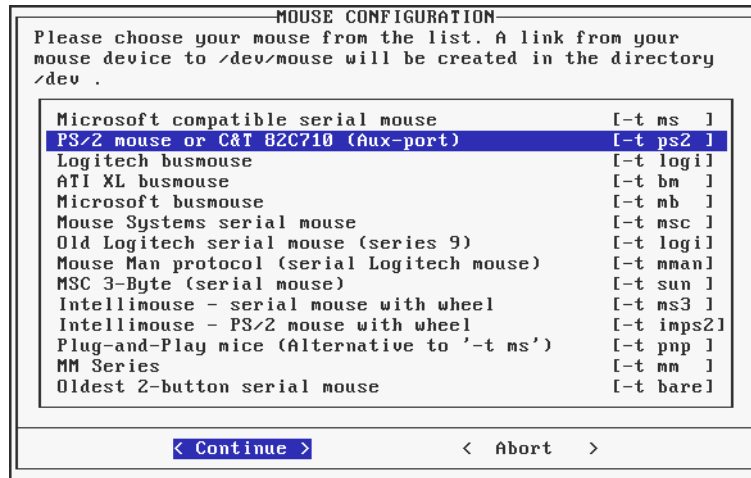 MOUSE CONFIGURATION
Please choose your mouse from the list. A link from your
mouse device to /dev/mouse will be created in the directory
/dev .
Microsoft compatible serial mouse [-t ms  ]
PS/2 mouse or C&T 82C710 (Aux-port) [-t ps2 ]
Logitech busmouse [-t logi]
ATI XL busmouse [-t bm  ]
Microsoft busmouse [-t mb  ]
Mouse Systems serial mouse [-t msc ]
Old Logitech serial mouse (series 9) [-t logi]
Mouse Man protocol (serial Logitech mouse) [-t mman]
MSC 3-Byte (serial mouse) [-t sun ]
Intellimouse - serial mouse with wheel [-t ms3 ]
Intellimouse - PS/2 mouse with wheel [-t imps2]
Plug-and-Play mice (Alternative to '-t ms') [-t pnp ]
MM Series [-t mm  ]
Oldest 2-button serial mouse [-t bare]
< Continue > < Abort >